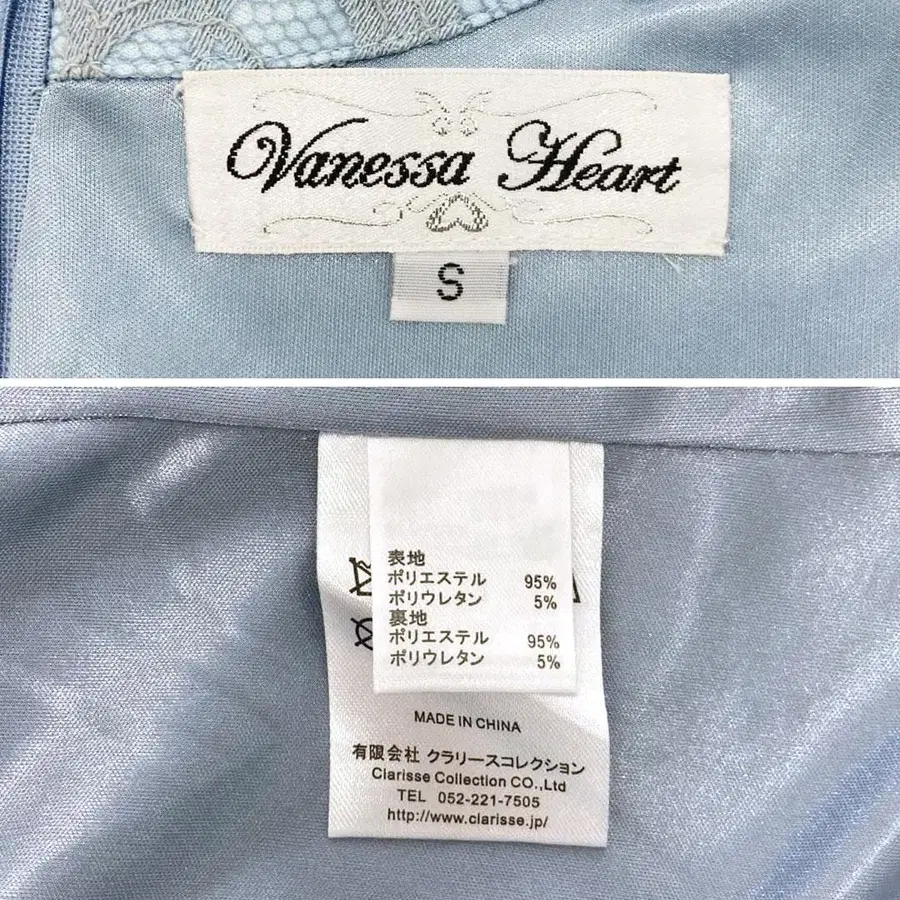 Vanessa Heart
S
表地
ポリエステル 95%
ポリウレタン 5%
裏地
ポリエステル 95%
ポリウレタン 5%
MADE IN CHINA
有限会社 クラリースコレクション
Clarisse Collection CO.,Ltd
TEL 052-221-7505
http://www.clarisse.jp/